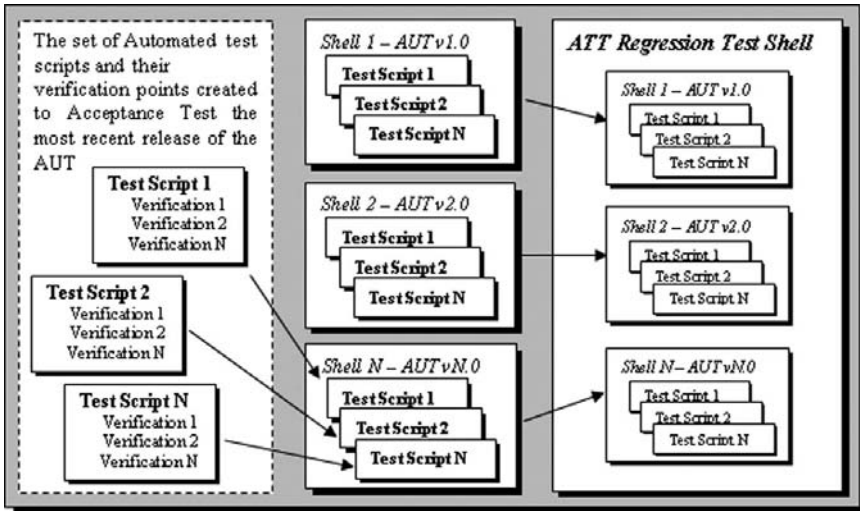 The set of Automated test
scripts and their
verification points created
to Acceptance Test the
most recent release of the
AUT
Test Script 1
Verification 1
Verification 2
Verification N
Test Script 2
Verification 1
Verification 2
Verification N
Test Script N
Verification 1
Verification 2
Verification N
Shell 1 – AUT v1.0
Test Script 1
Test Script 2
Test Script N
Shell 2 – AUT v2.0
Test Script 1
Test Script 2
Test Script N
Shell N – AUT vN.0
Test Script 1
Test Script 2
Test Script N
ATT Regression Test Shell
Shell 1 – AUT v1.0
Test Script 1
Test Script 2
Test Script N
Shell 2 – AUT v2.0
Test Script 1
Test Script 2
Test Script N
Shell N – AUT vN.0
Test Script 1
Test Script 2
Test Script N